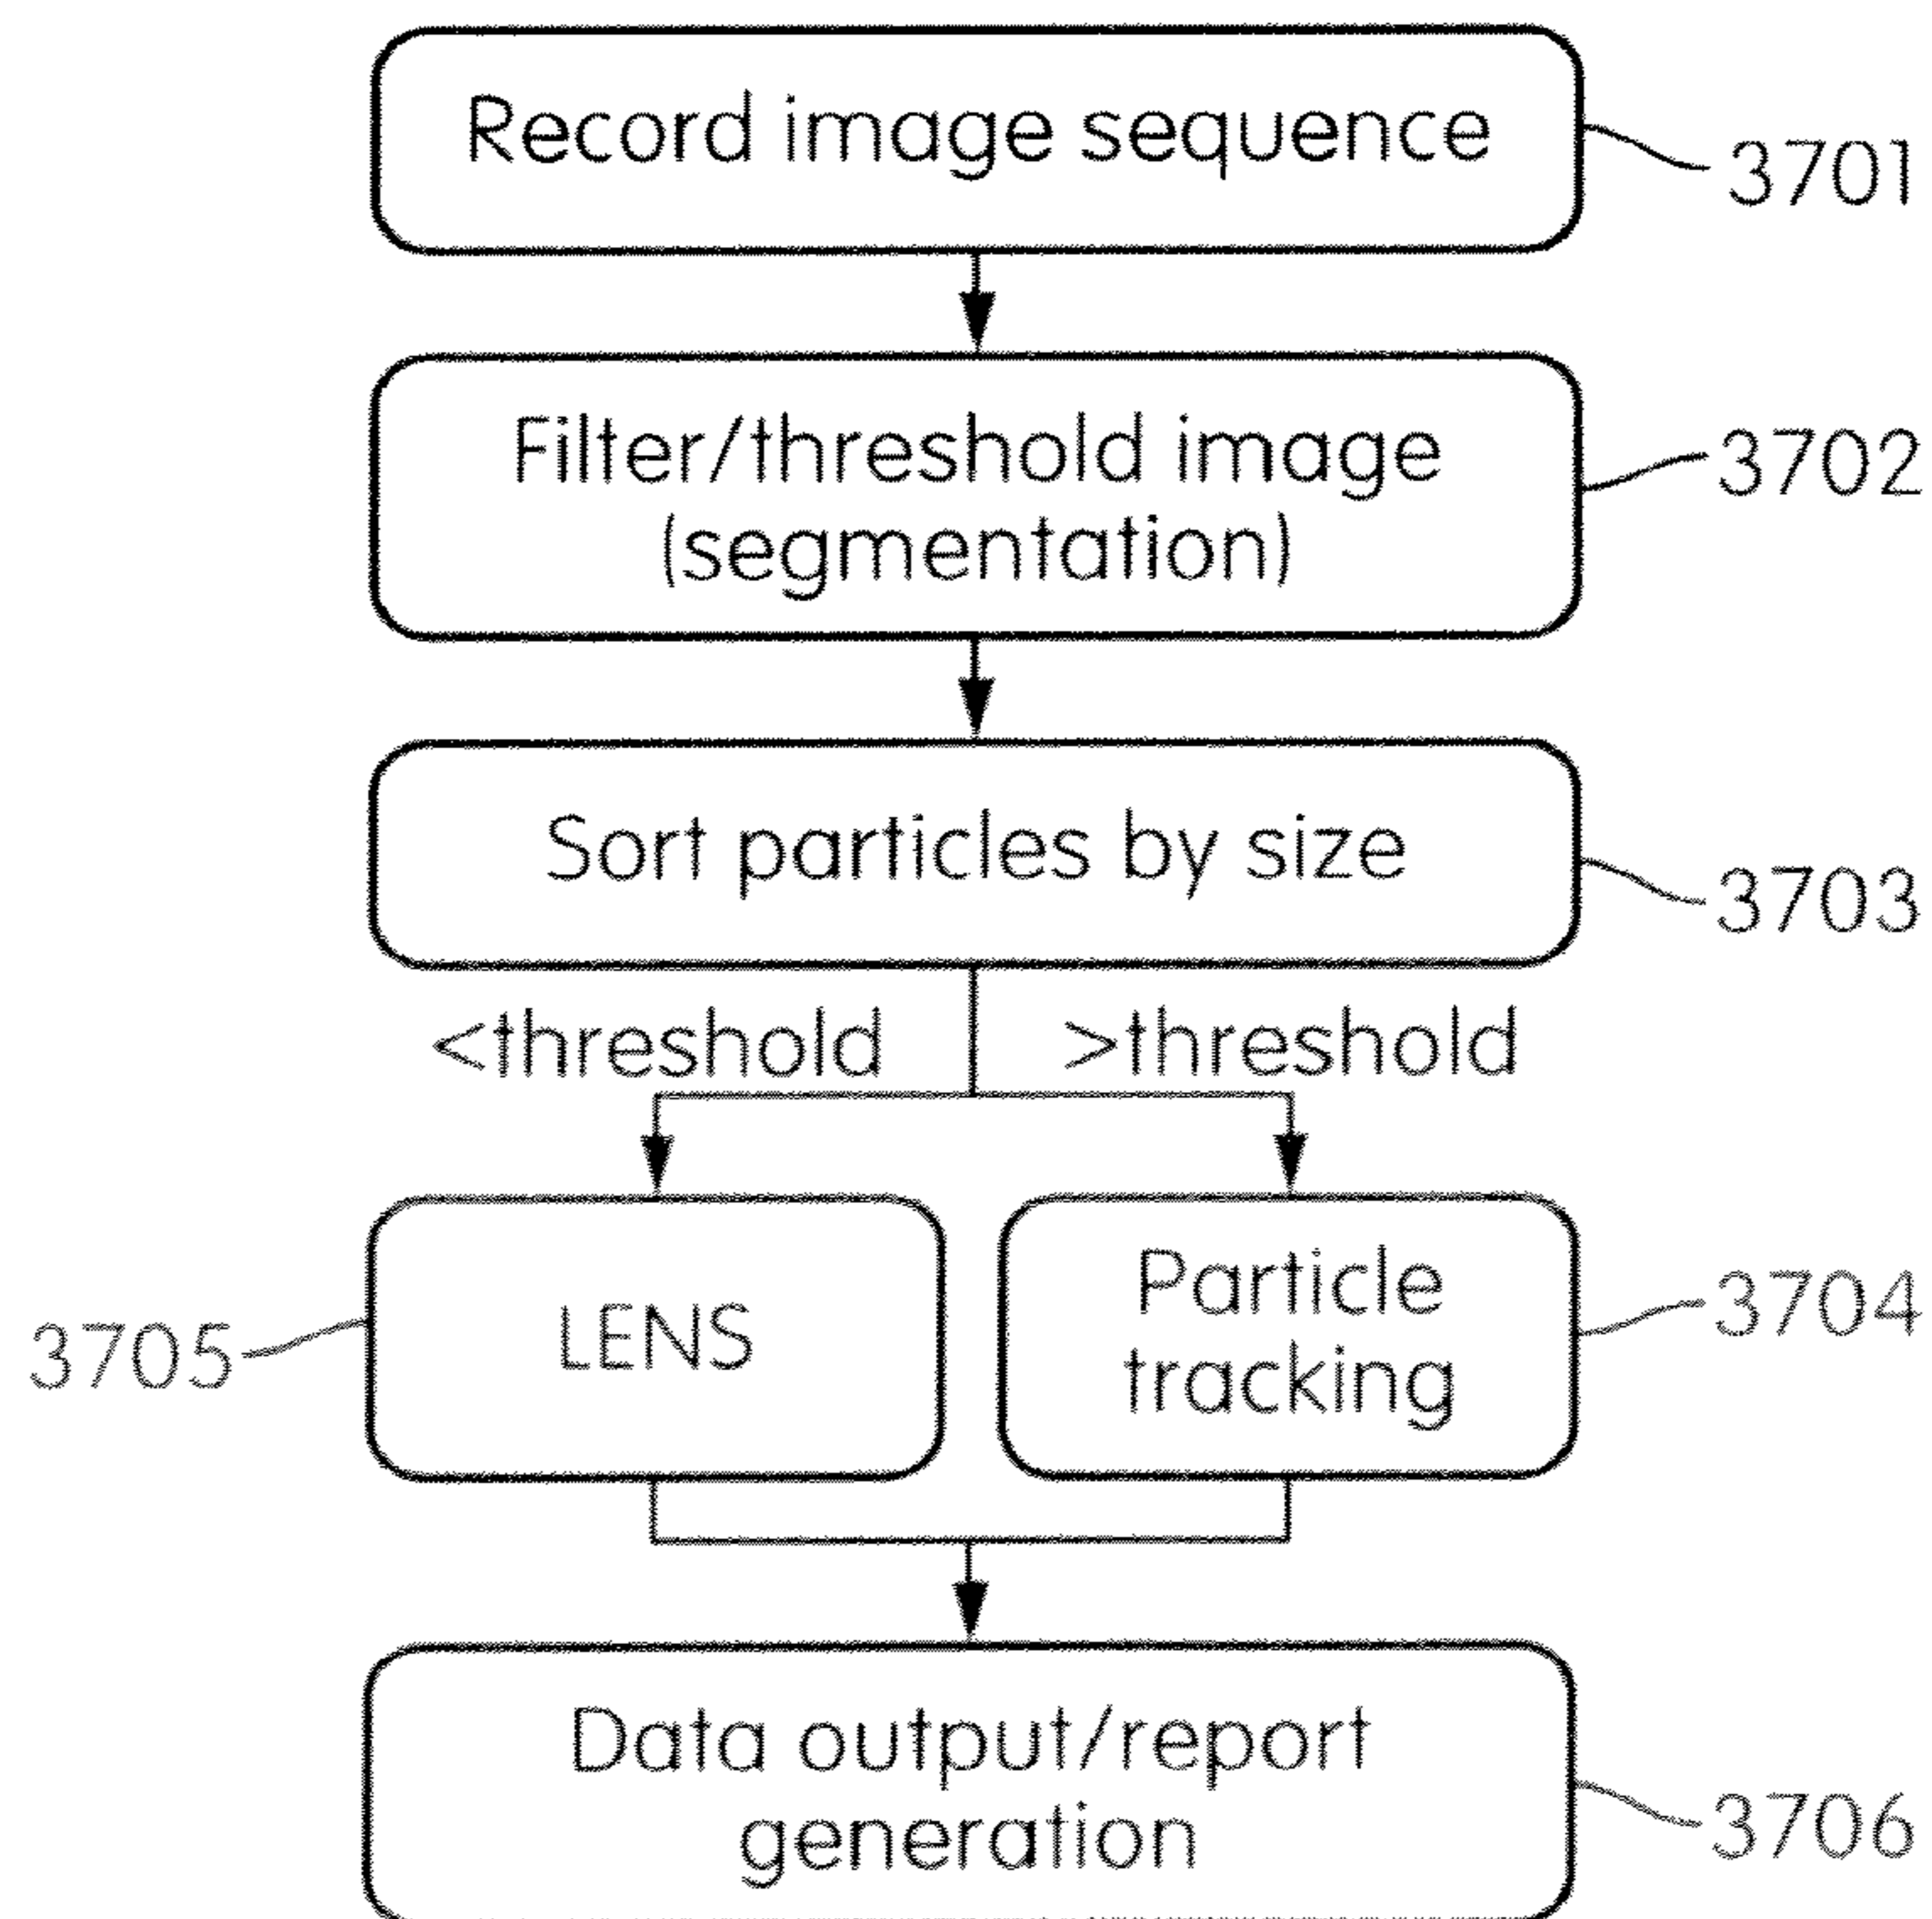 Record image sequence
3701
Filter/threshold image
(segmentation)
3702
Sort particles by size
3703
<threshold
>threshold
LENS
3705
Particle
tracking
3704
Data output/report
generation
3706